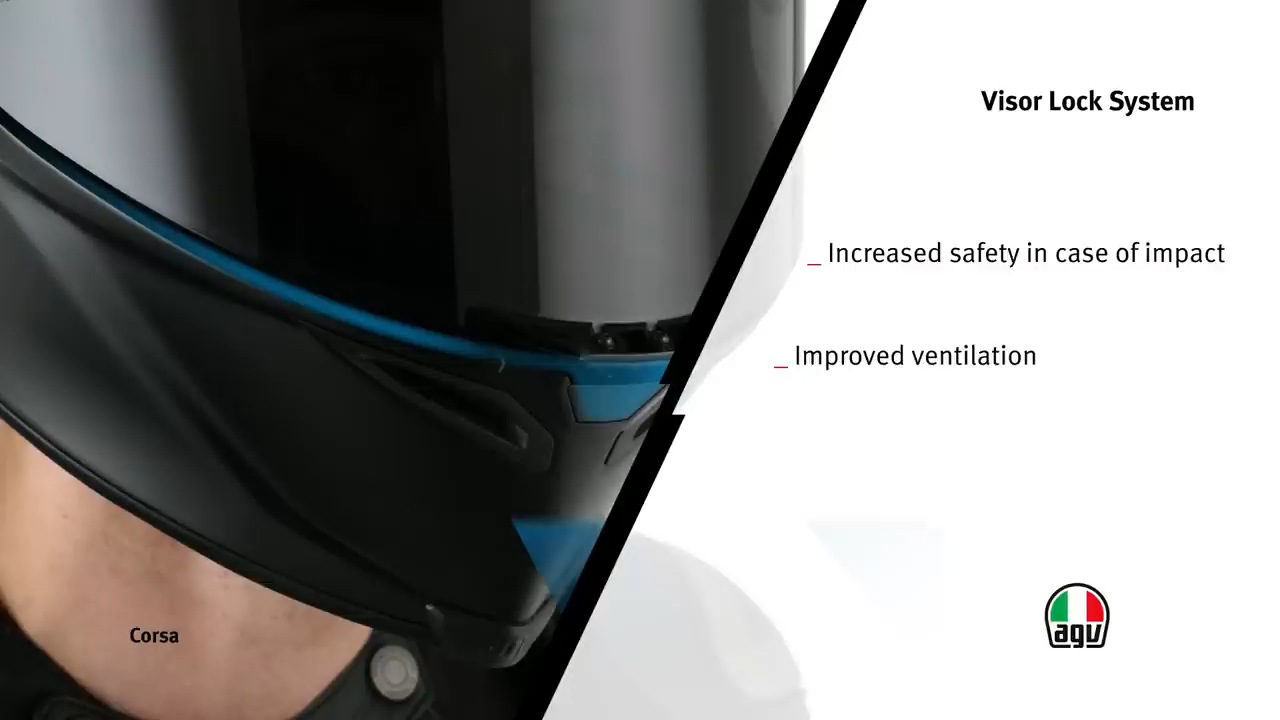 Visor Lock System
_ Increased safety in case of impact
_ Improved ventilation
Corsa
agv